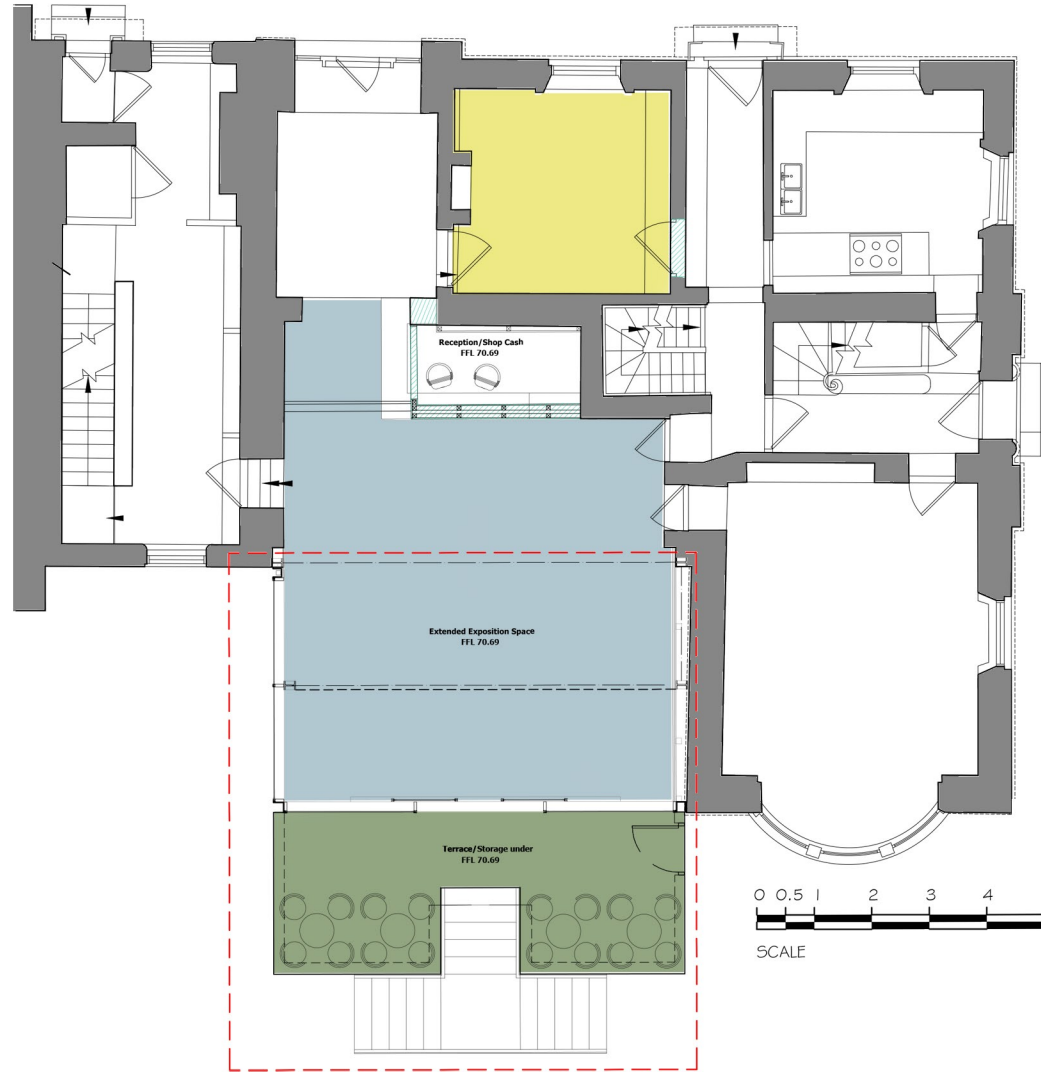 Reception/Shop Cash
FFL 70.69
Extended Exposition Space
FFL 70.69
Terrace/Storage under
FFL 70.69
0 0.5 1 2 3 4
SCALE